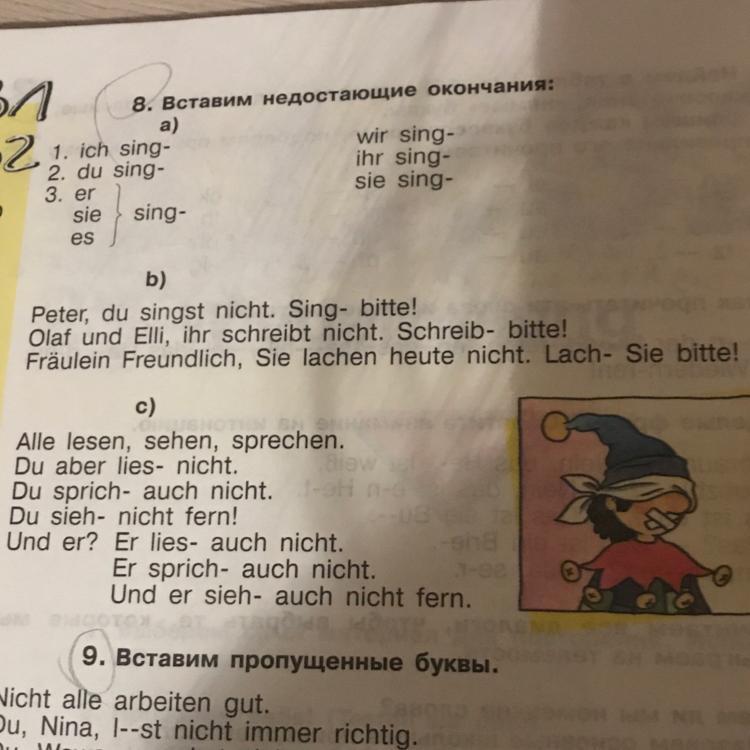 8. Вставим недостающие окончания:
a)
1. ich sing-
2. du sing-
3. er
sie
es
sing-
wir sing-
ihr sing-
sie sing-
b)
Peter, du singst nicht. Sing- bitte!
Olaf und Elli, ihr schreibt nicht. Schreib- bitte!
Fräulein Freundlich, Sie lachen heute nicht. Lach- Sie bitte!
c)
Alle lesen, sehen, sprechen.
Du aber lies- nicht.
Du sprich- auch nicht.
Du sieh- nicht fern!
Und er? Er lies- auch nicht.
Er sprich- auch nicht.
Und er sieh- auch nicht fern.
9. Вставим пропущенные буквы.
Nicht alle arbeiten gut.
Du, Nina, l--st nicht immer richtig.